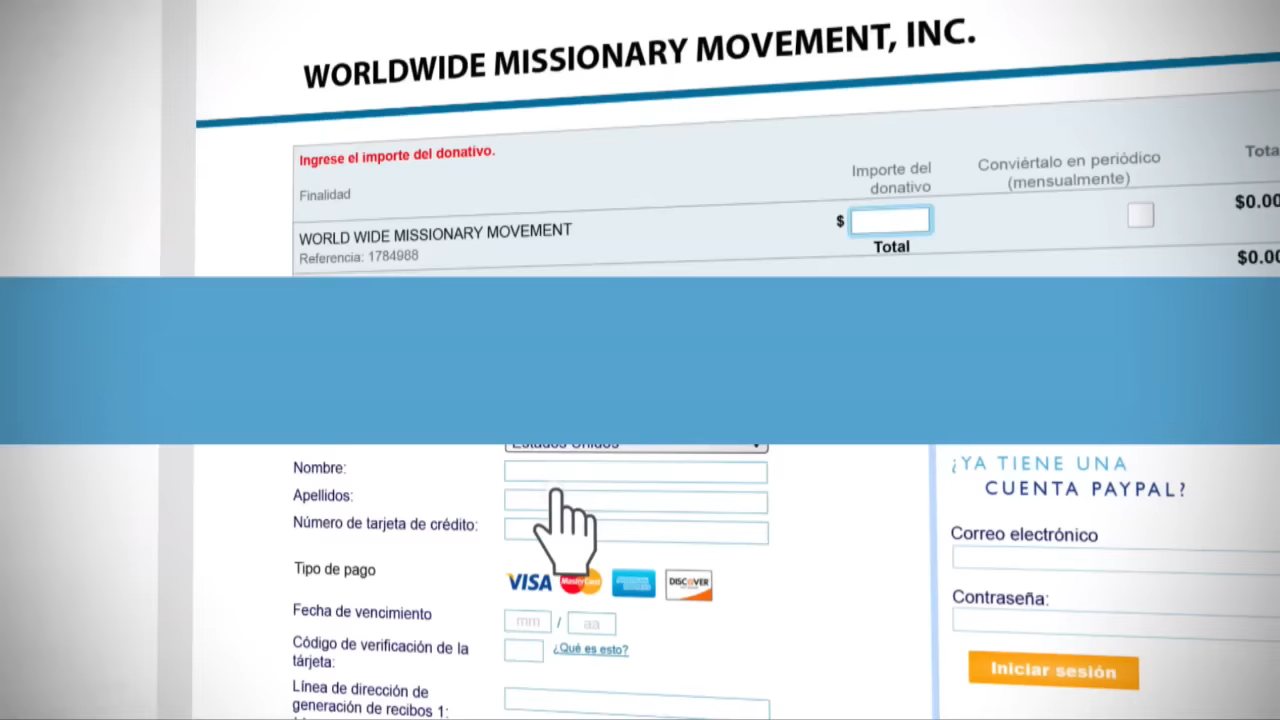 WORLDWIDE MISSIONARY MOVEMENT, INC.
Ingrese el importe del donativo.
Finalidad
Importe del
donativo
Conviértalo en periódico
(mensualmente)
WORLD WIDE MISSIONARY MOVEMENT
Referencia: 1784988
$
$0.00
Total
$0.00
Estados Unidos
Nombre:
Apellidos:
Número de tarjeta de crédito:
Tipo de pago
VISA MasterCard DISCOVER
Fecha de vencimiento
mm / aa
Código de verificación de la
tárjeta:
¿Qué es esto?
Línea de dirección de
generación de recibos 1:
¿YA TIENE UNA
CUENTA PAYPAL?
Correo electrónico
Contraseña:
Iniciar sesión